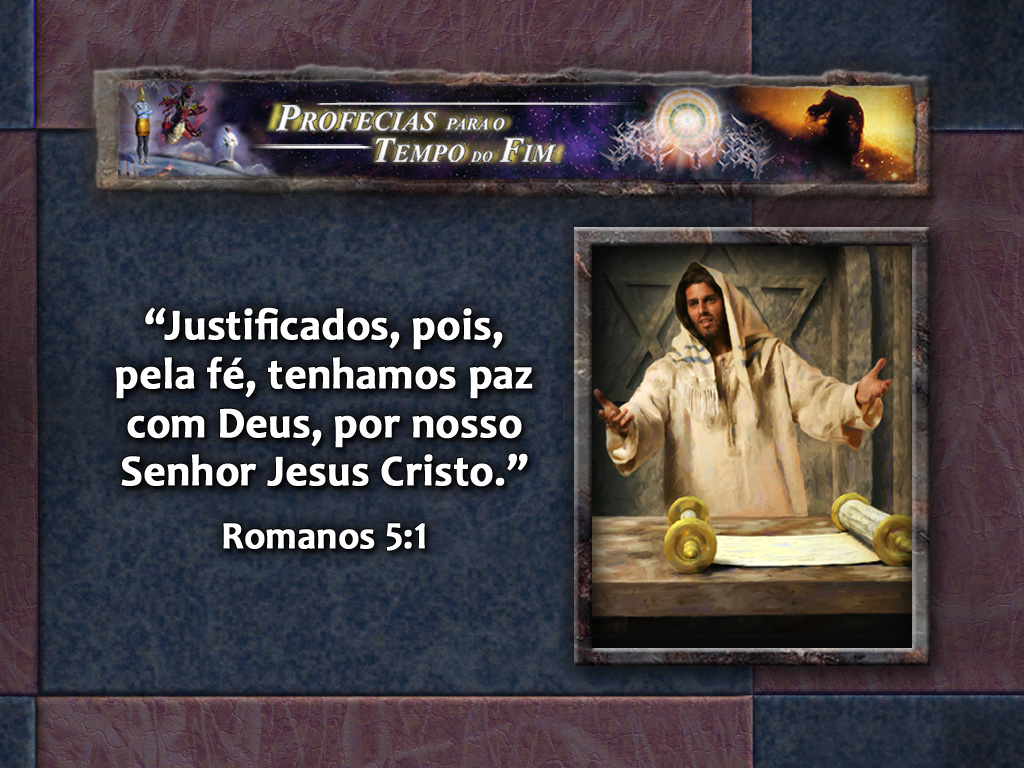 PROFECIAS PARA O
TEMPO DO FIM
“Justificados, pois,
pela fé, tenhamos paz
com Deus, por nosso
Senhor Jesus Cristo.”
Romanos 5:1